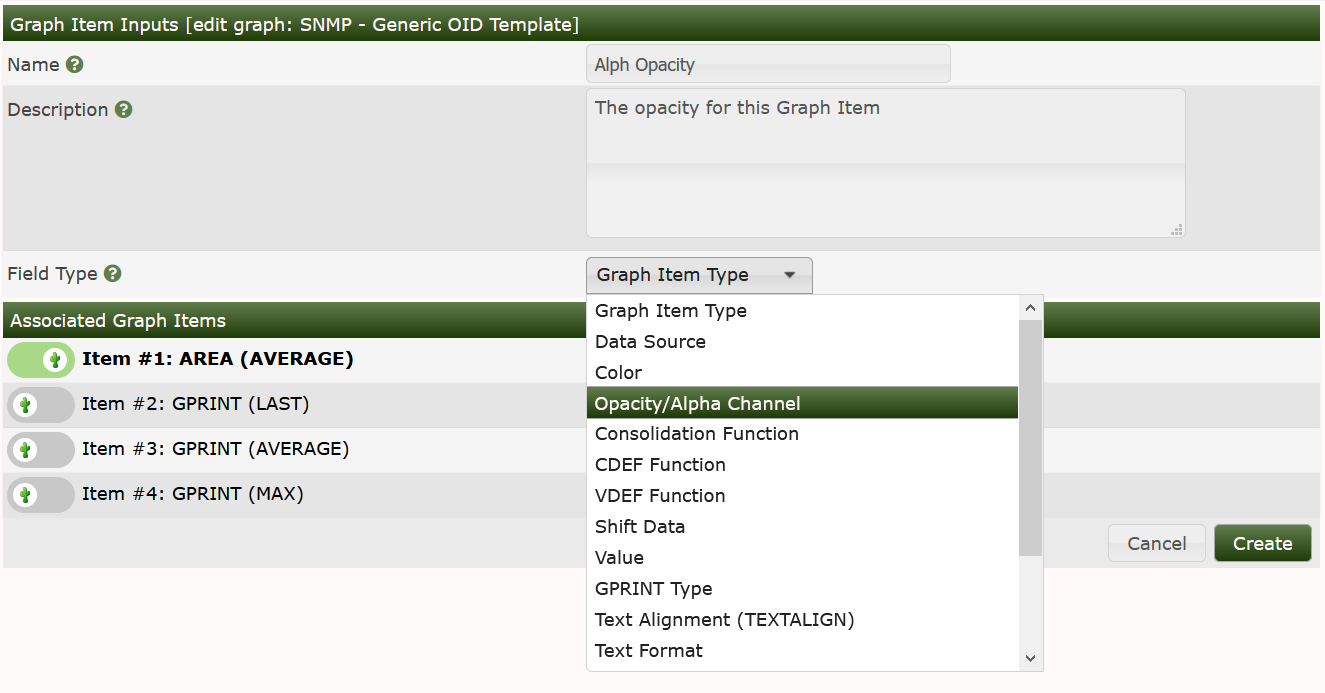 Graph Item Inputs [edit graph: SNMP - Generic OID Template]
Name
Alph Opacity
Description
The opacity for this Graph Item
Field Type
Graph Item Type
Graph Item Type
Data Source
Color
Opacity/Alpha Channel
Consolidation Function
CDEF Function
VDEF Function
Shift Data
Value
GPRINT Type
Text Alignment (TEXTALIGN)
Text Format
Associated Graph Items
Item #1: AREA (AVERAGE)
Item #2: GPRINT (LAST)
Item #3: GPRINT (AVERAGE)
Item #4: GPRINT (MAX)
Cancel
Create